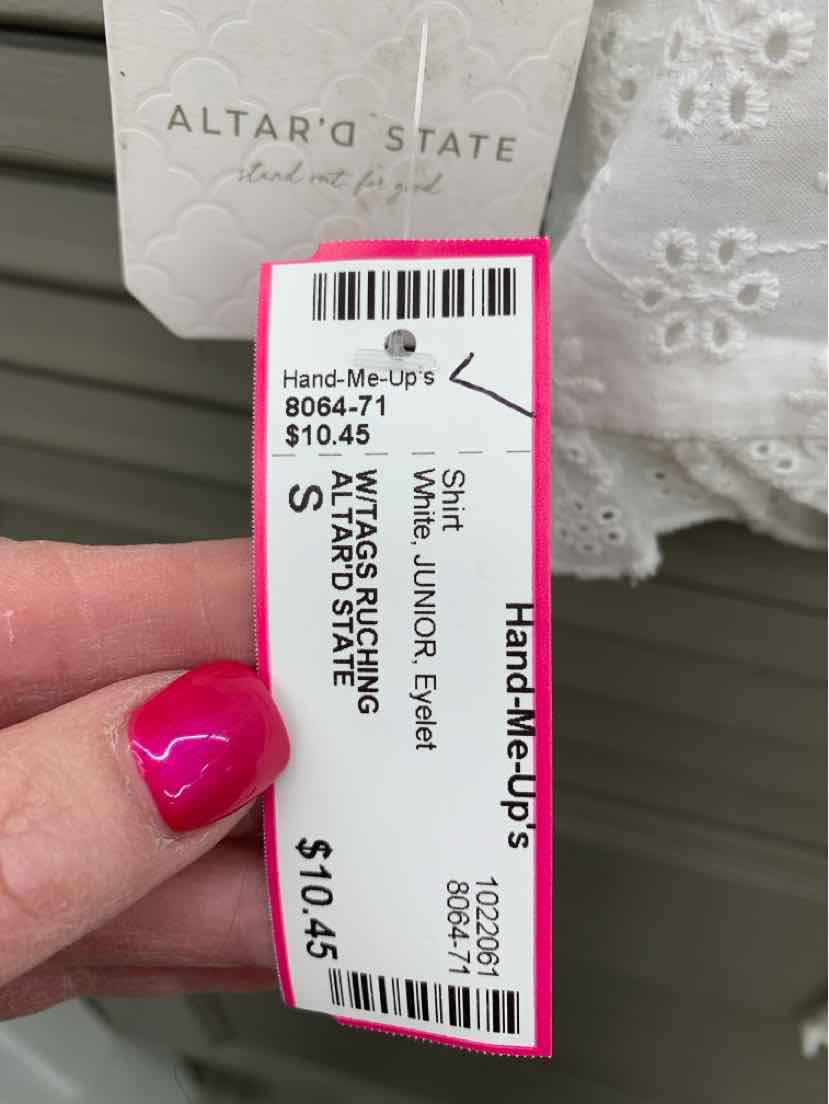 ALTAR'D STATE
stand out for good
Hand-Me-Up's
8064-71
$10.45
Hand-Me-Up's
1022061
8064-71
Shirt
White, JUNIOR, Eyelet
W/TAGS RUCHING
ALTAR'D STATE
S
$10.45